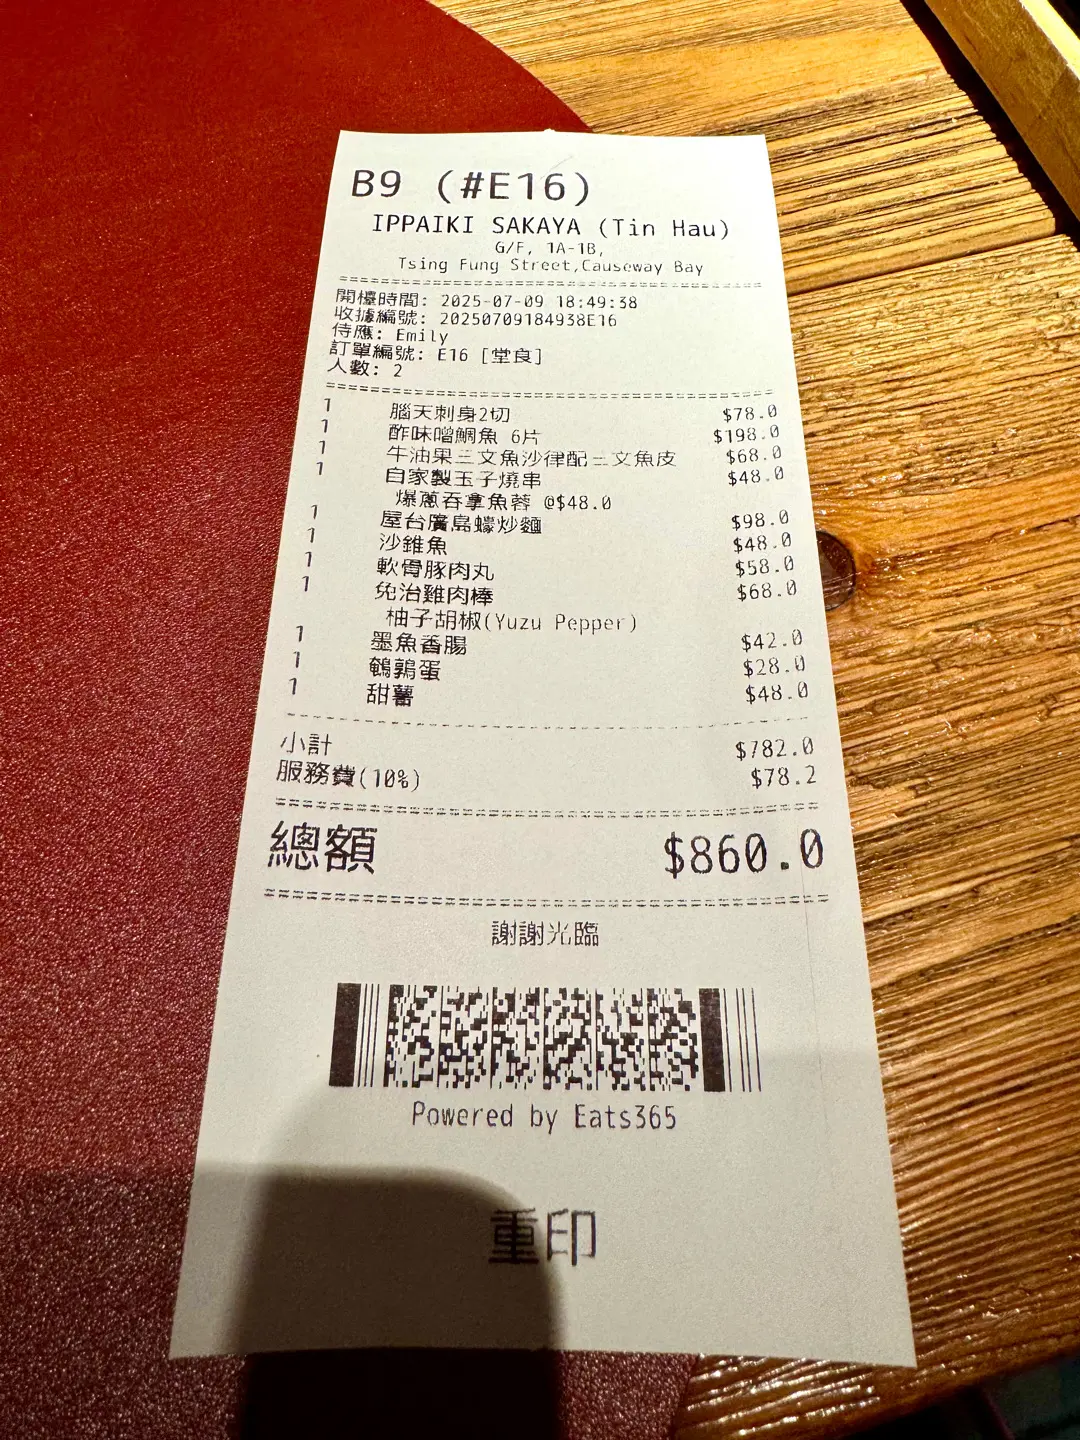 B9 (#E16)
IPPAIKI SAKAYA (Tin Hau)
G/F, 1A-1B,
Tsing Fung Street,Causeway Bay
開檯時間: 2025-07-09 18:49:38
收據編號: 20250709184938E16
侍應: Emily
訂單編號: E16 [堂食]
人數: 2
1 腦天刺身2切 $78.0
1 酢味噌鯛魚 6片 $198.0
1 牛油果三文魚沙律配三文魚皮 $68.0
1 自家製玉子燒串 $48.0
爆蔥吞拿魚蓉 @$48.0
1 屋台廣島蠔炒麵 $98.0
1 沙錐魚 $48.0
1 軟骨豚肉丸 $58.0
1 免治雞肉棒 $68.0
柚子胡椒(Yuzu Pepper)
1 墨魚香腸 $42.0
1 鵪鶉蛋 $28.0
1 甜薯 $48.0
小計 $782.0
服務費(10%) $78.2
總額 $860.0
謝謝光臨
Powered by Eats365
重印